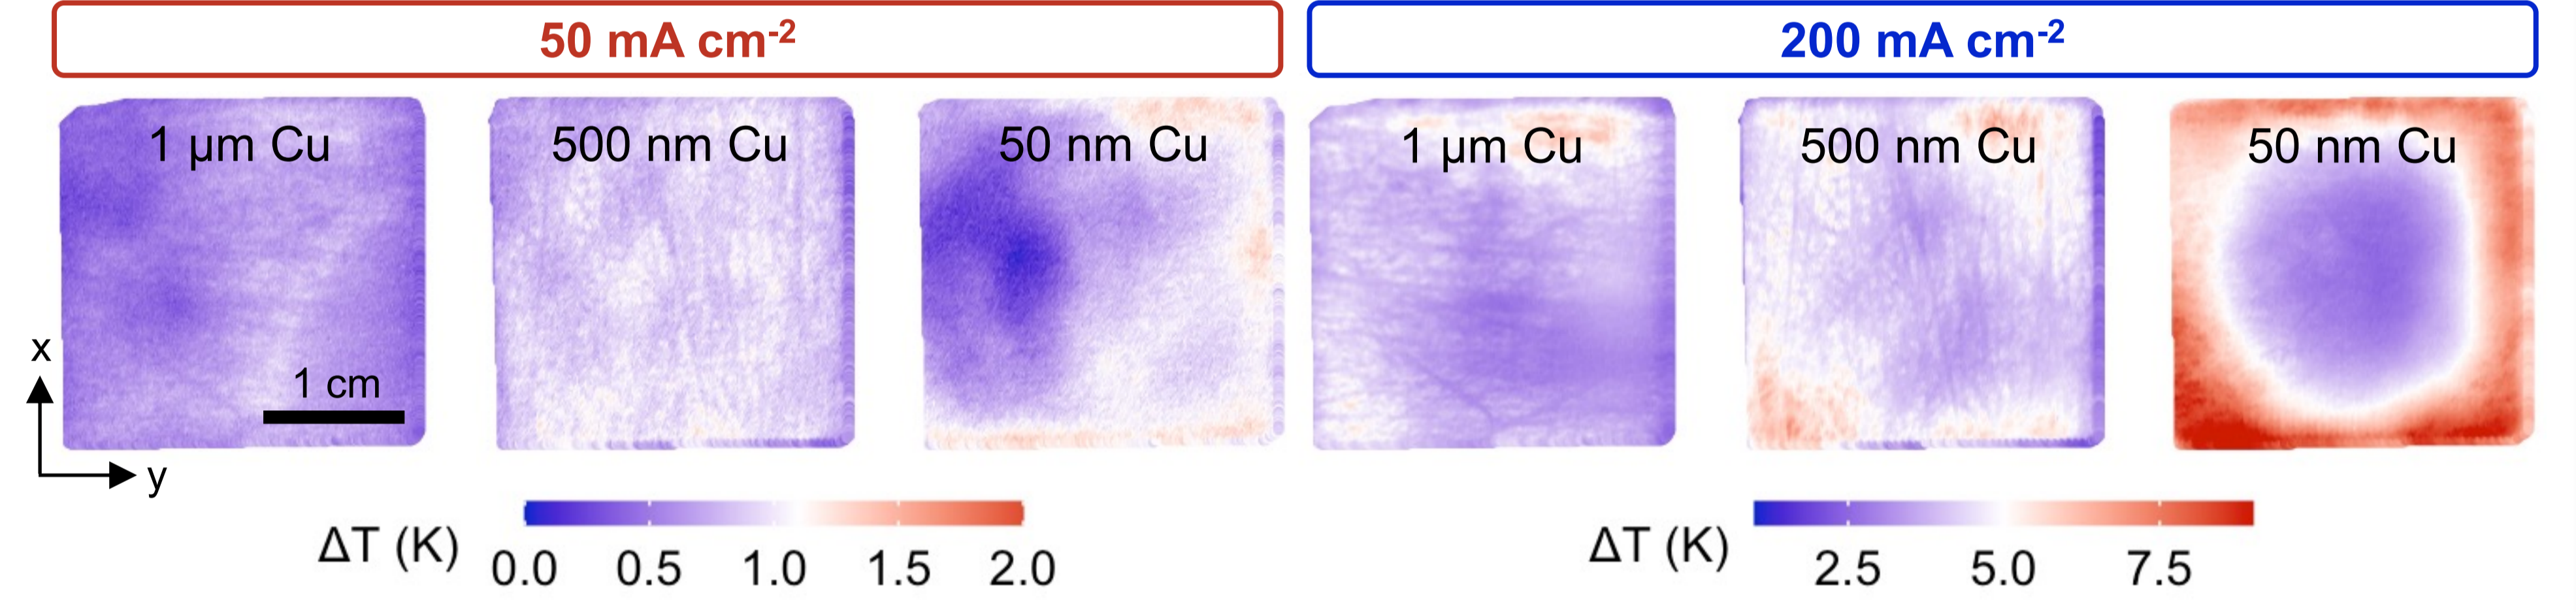 50 mA cm⁻²
200 mA cm⁻²
1 µm Cu
500 nm Cu
50 nm Cu
1 µm Cu
500 nm Cu
50 nm Cu
x
1 cm
y
ΔT (K)
0.0 0.5 1.0 1.5 2.0
ΔT (K)
2.5 5.0 7.5